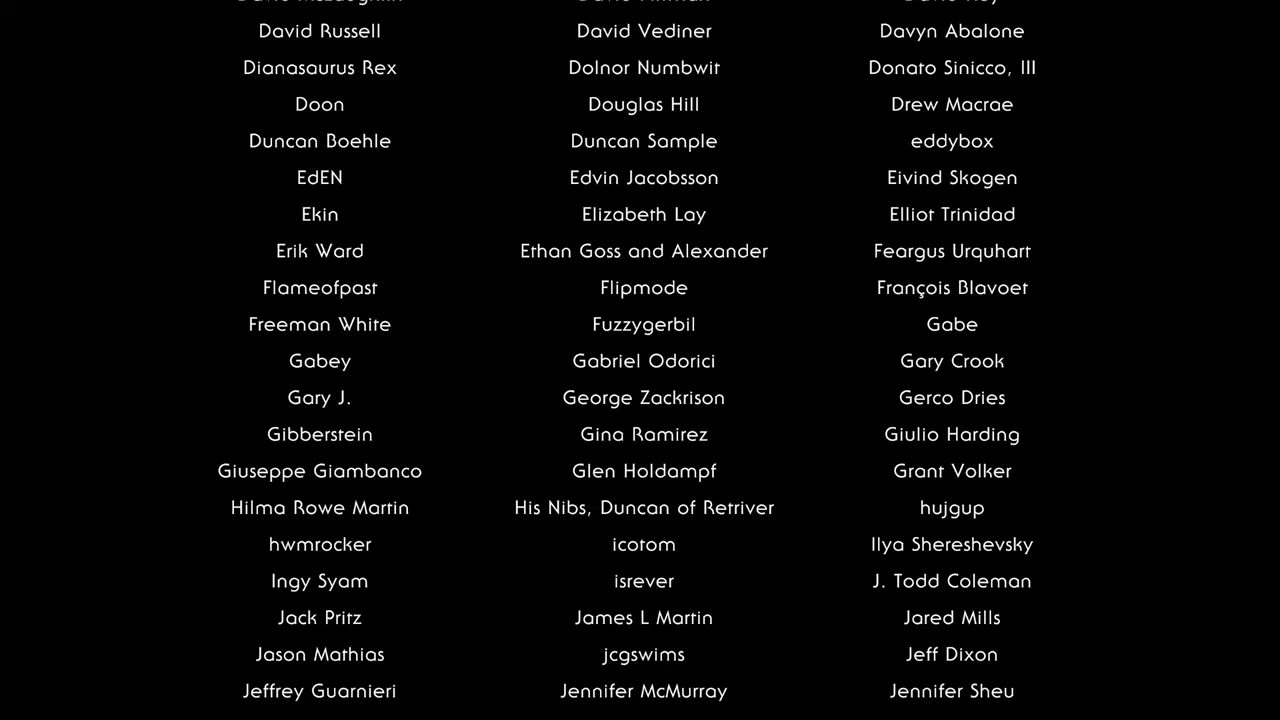 David Russell David Vediner Davyn Abalone
Dianasaurus Rex Dolnor Numbwit Donato Sinicco, III
Doon Douglas Hill Drew Macrae
Duncan Boehle Duncan Sample eddybox
EdEN Edvin Jacobsson Eivind Skogen
Ekin Elizabeth Lay Elliot Trinidad
Erik Ward Ethan Goss and Alexander Feargus Urquhart
Flameofpast Flipmode François Blavoet
Freeman White Fuzzygerbil Gabe
Gabey Gabriel Odorici Gary Crook
Gary J. George Zackrison Gerco Dries
Gibberstein Gina Ramirez Giulio Harding
Giuseppe Giambanco Glen Holdampf Grant Volker
Hilma Rowe Martin His Nibs, Duncan of Retriver hujgup
hwmrocker icotom Ilya Shereshevsky
Ingy Syam isrever J. Todd Coleman
Jack Pritz James L Martin Jared Mills
Jason Mathias jcgswims Jeff Dixon
Jeffrey Guarnieri Jennifer McMurray Jennifer Sheu